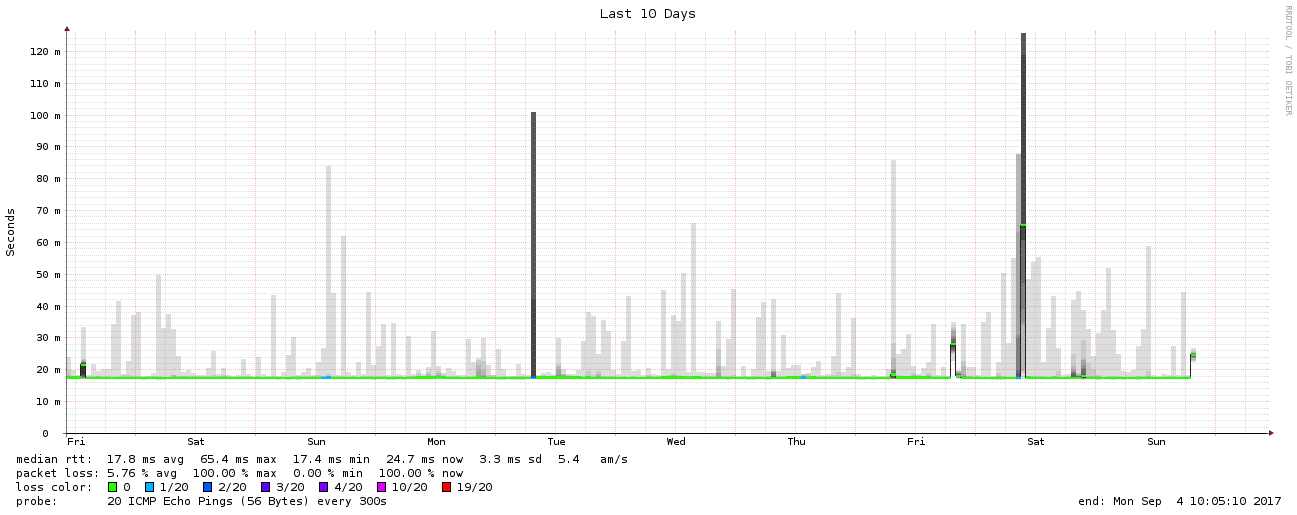 Last 10 Days
RRDTOOL / TOBI OETIKER
Seconds
120 m
110 m
100 m
90 m
80 m
70 m
60 m
50 m
40 m
30 m
20 m
10 m
0
Fri Sat Sun Mon Tue Wed Thu Fri Sat Sun
median rtt: 17.8 ms avg 65.4 ms max 17.4 ms min 24.7 ms now 3.3 ms sd 5.4 am/s
packet loss: 5.76 % avg 100.00 % max 0.00 % min 100.00 % now
loss color: 0 1/20 2/20 3/20 4/20 10/20 19/20
probe: 20 ICMP Echo Pings (56 Bytes) every 300s end: Mon Sep 4 10:05:10 2017